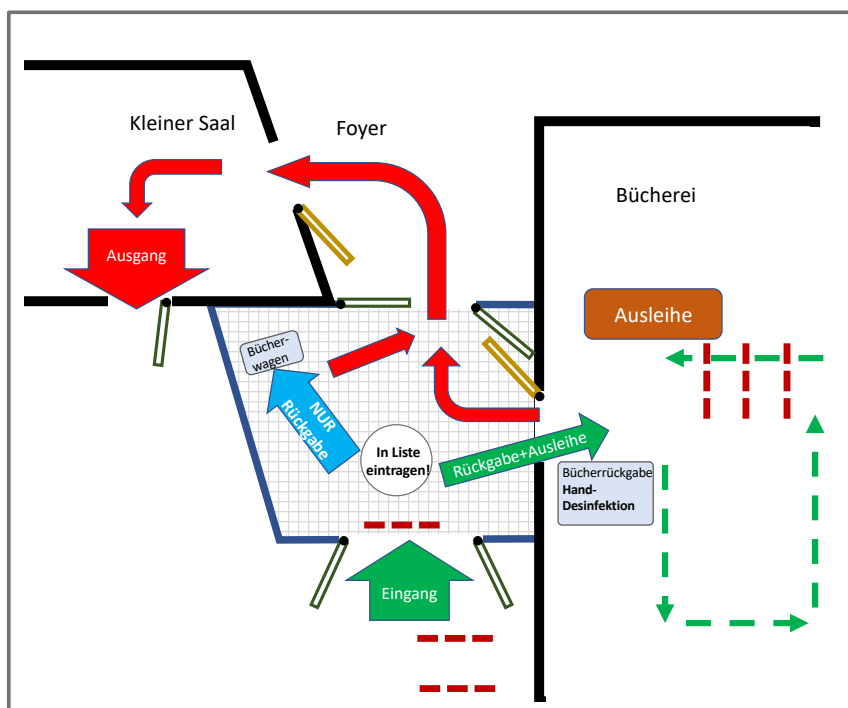 Kleiner Saal
Foyer
Bücherei
Ausgang
Ausleihe
Bücher-
wagen
NUR
Rückgabe
In Liste
eintragen!
Rückgabe+Ausleihe
Bücherrückgabe
Hand-
Desinfektion
Eingang